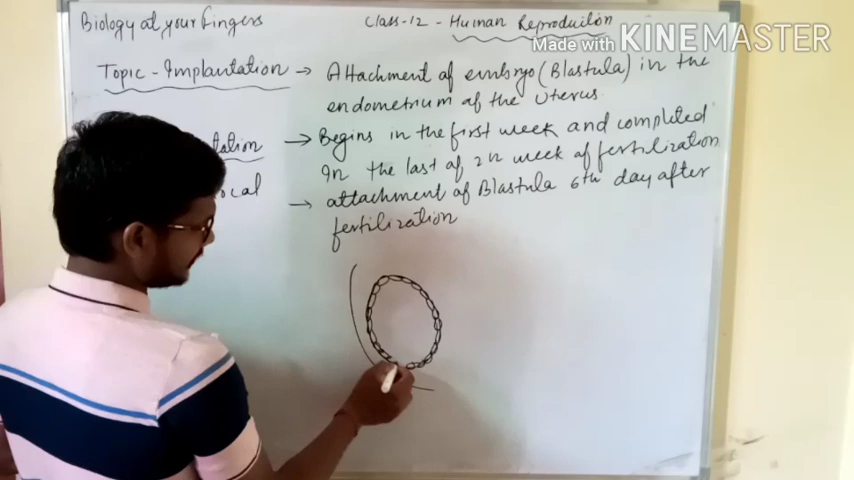 Biology at your fingers
Class-12 - Human Reproduction
Made with KINEMASTER
Topic - Implantation → Attachment of embryo (Blastula) in the
endometrium of the Uterus.
→ Begins in the first week and completed
In the last of 2n week of fertilization
→ attachment of Blastula 6th day after
fertilization